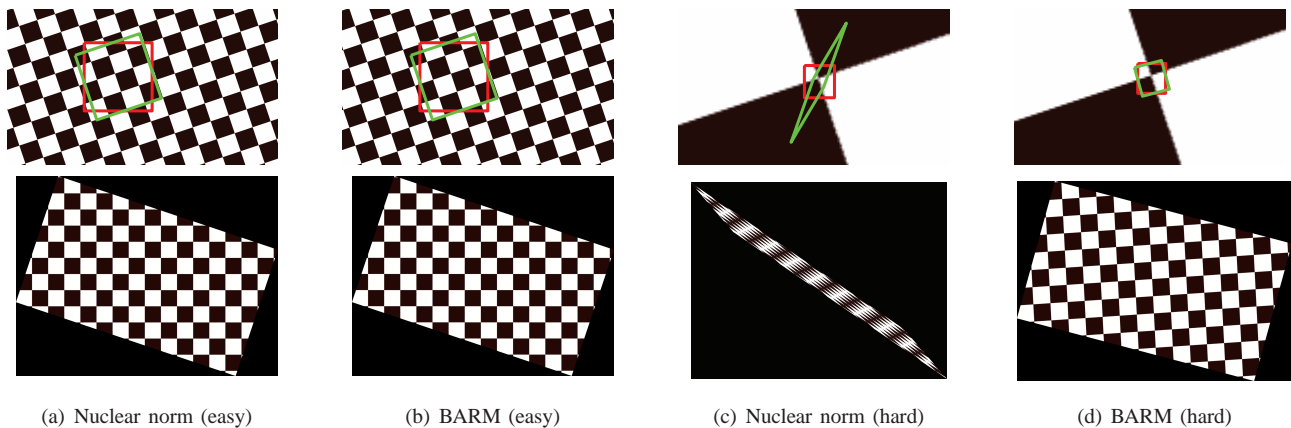 (a) Nuclear norm (easy)
(b) BARM (easy)
(c) Nuclear norm (hard)
(d) BARM (hard)